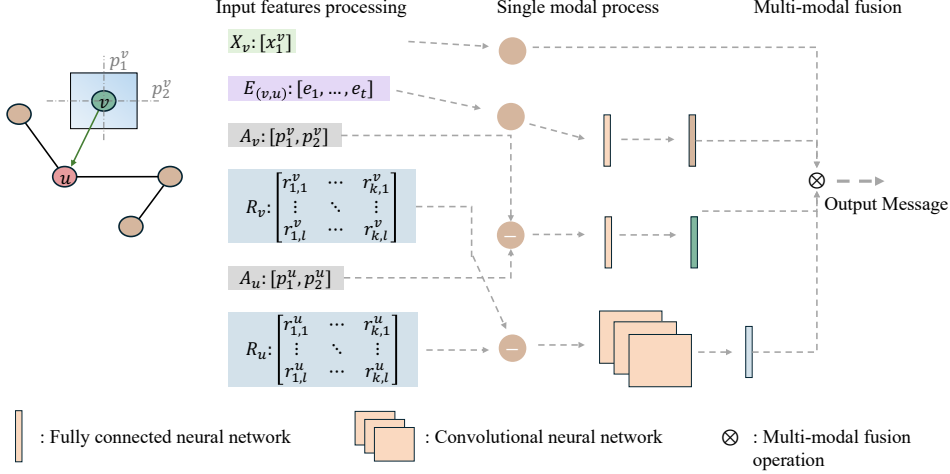 Input features processing
Single modal process
Multi-modal fusion
X_v: [x_1^v]
E_(v,u): [e_1, …, e_t]
A_v: [p_1^v, p_2^v]
R_v: [r_{1,1}^v ⋯ r_{k,1}^v
⋮ ⋱ ⋮
r_{1,l}^v ⋯ r_{k,l}^v]
A_u: [p_1^u, p_2^u]
R_u: [r_{1,1}^u ⋯ r_{k,1}^u
⋮ ⋱ ⋮
r_{1,l}^u ⋯ r_{k,l}^u]
p_1^v
p_2^v
v
u
−
−
⊗
Output Message
: Fully connected neural network
: Convolutional neural network
⊗ : Multi-modal fusion
operation